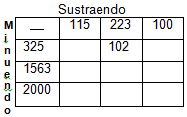 Sustraendo
Minuendo
— 115 223 100
325 102
1563
2000